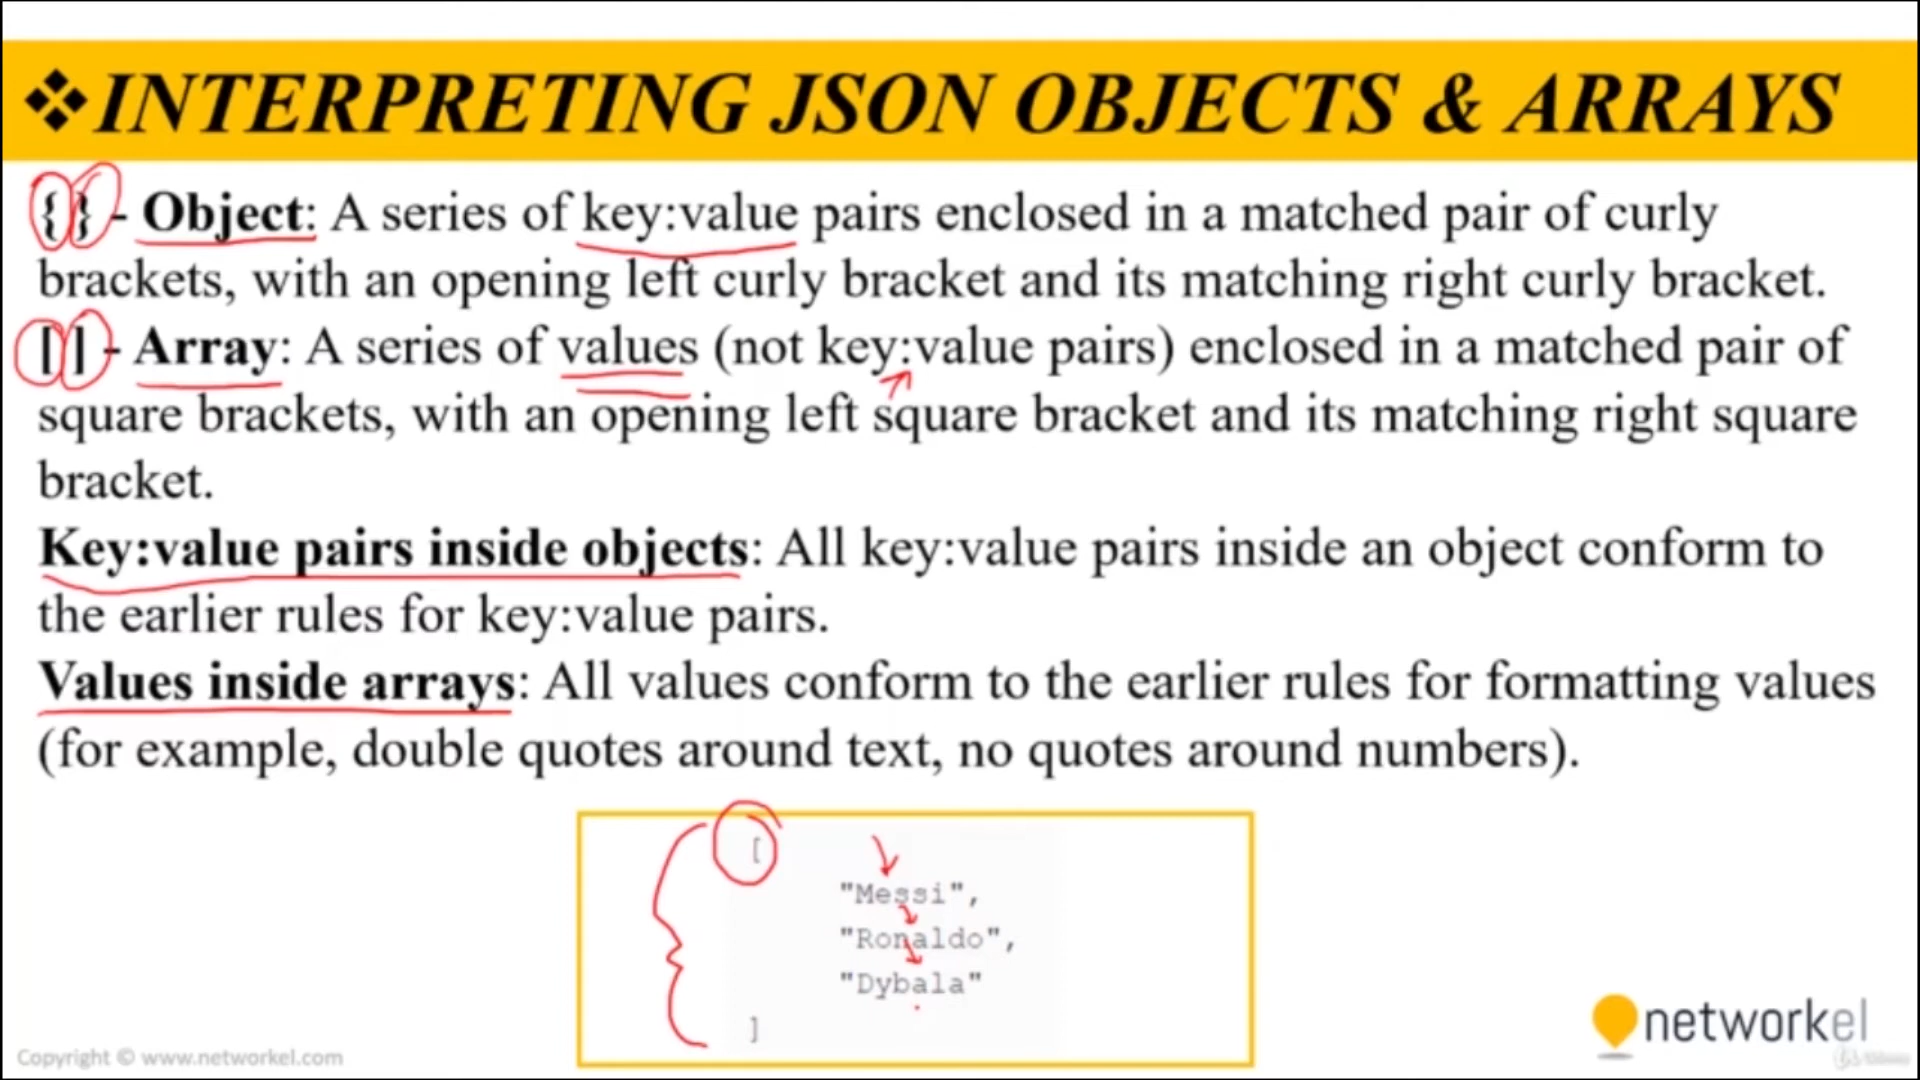 ❖INTERPRETING JSON OBJECTS & ARRAYS
{} - Object: A series of key:value pairs enclosed in a matched pair of curly
brackets, with an opening left curly bracket and its matching right curly bracket.
[] - Array: A series of values (not key:value pairs) enclosed in a matched pair of
square brackets, with an opening left square bracket and its matching right square
bracket.
Key:value pairs inside objects: All key:value pairs inside an object conform to
the earlier rules for key:value pairs.
Values inside arrays: All values conform to the earlier rules for formatting values
(for example, double quotes around text, no quotes around numbers).
[
"Messi",
"Ronaldo",
"Dybala"
]
networkel
Copyright © www.networkel.com